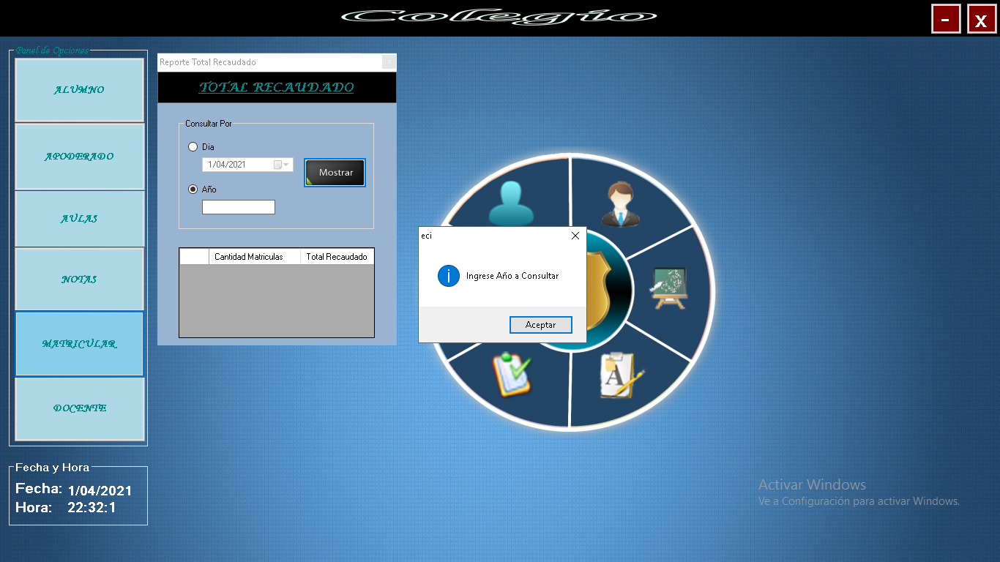 Colegio
-
x
Panel de Opciones
ALUMNO
APODERADO
AULAS
NOTAS
MATRICULAR
DOCENTE
Fecha y Hora
Fecha: 1/04/2021
Hora: 22:32:1
Reporte Total Recaudado
TOTAL RECAUDADO
Consultar Por
Dia
1/04/2021
Mostrar
Año
Cantidad Matriculas Total Recaudado
eci
Ingrese Año a Consultar
Aceptar
A
Activar Windows
Ve a Configuración para activar Windows.